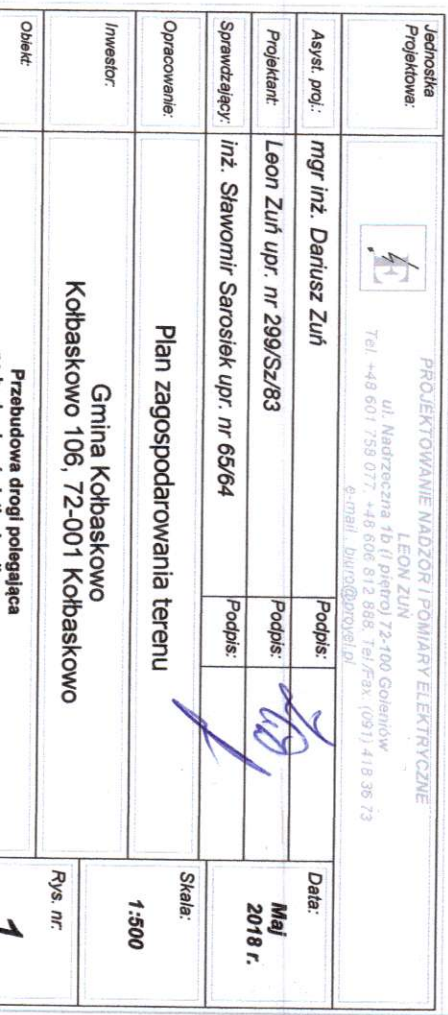 Jednostka
Projektowa:
PROJEKTOWANIE NADZÓR I POMIARY ELEKTRYCZNE
LEON ZUŃ
ul. Nadrzeczna 1b (I piętro) 72-100 Goleniów
Tel. +48 601 759 077, +48 606 812 888, Tel./Fax. (091) 418 36 73
e-mail: biuro@proyel.pl
Asyst. proj.: mgr inż. Dariusz Zuń Podpis: Data:
Projektant: Leon Zuń upr. nr 299/Sz/83 Podpis: Maj
2018 r.
Sprawdzający: inż. Sławomir Sarosiek upr. nr 65/64 Podpis:
Opracowanie: Plan zagospodarowania terenu Skala:
1:500
Inwestor: Gmina Kołbaskowo
Kołbaskowo 106, 72-001 Kołbaskowo
Rys. nr:
1
Obiekt: Przebudowa drogi polegająca